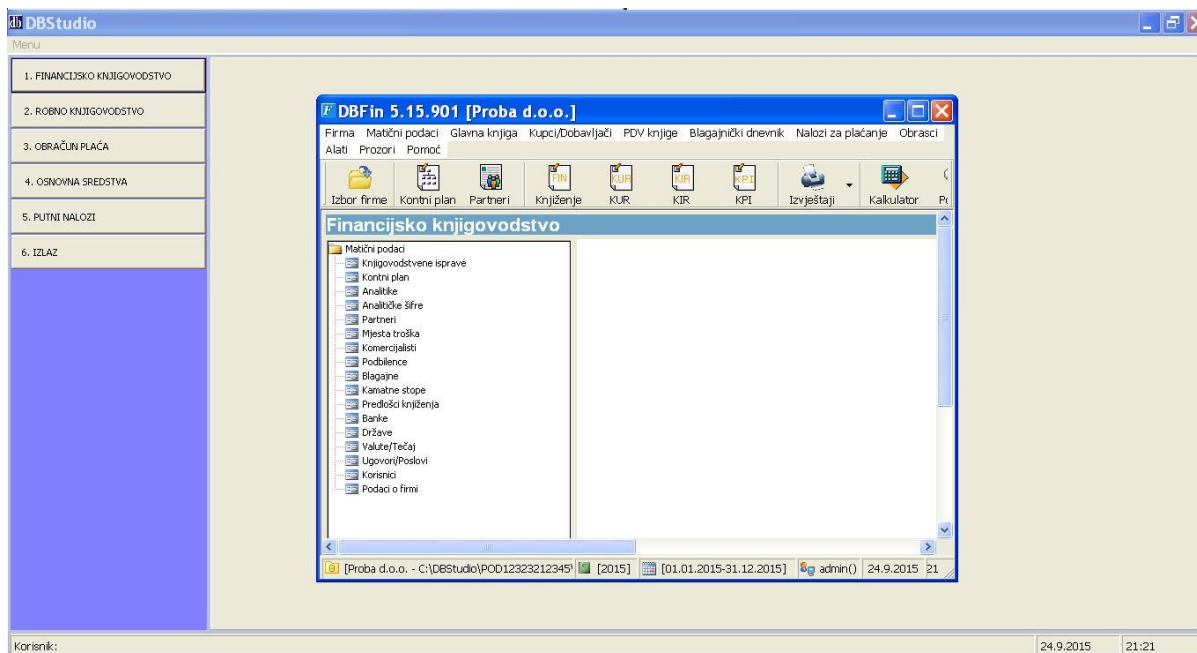 DBStudio
Menu
1. FINANCIJSKO KNJIGOVODSTVO
2. ROBNO KNJIGOVODSTVO
3. OBRAČUN PLAĆA
4. OSNOVNA SREDSTVA
5. PUTNI NALOZI
6. IZLAZ
DBFin 5.15.901 [Proba d.o.o.]
Firma Matični podaci Glavna knjiga Kupci/Dobavljači PDV knjige Blagajnički dnevnik Nalozi za plaćanje Obrasci
Alati Prozori Pomoć
FIN KUR KIR KPI
Izbor firme Kontni plan Partneri Knjiženje KUR KIR KPI Izvještaji Kalkulator
Financijsko knjigovodstvo
Matični podaci
Knjigovodstvene isprave
Kontni plan
Analitike
Analitičke šifre
Partneri
Mjesta troška
Komercijalisti
Podbilence
Blagajne
Kamatne stope
Predlošci knjiženja
Banke
Države
Valute/Tečaj
Ugovori/Poslovi
Korisnici
Podaci o firmi
[Proba d.o.o. - C:\DBStudio\POD12323212345\ [2015] [01.01.2015-31.12.2015] admin() 24.9.2015 21
Korisnik: 24.9.2015 21:21